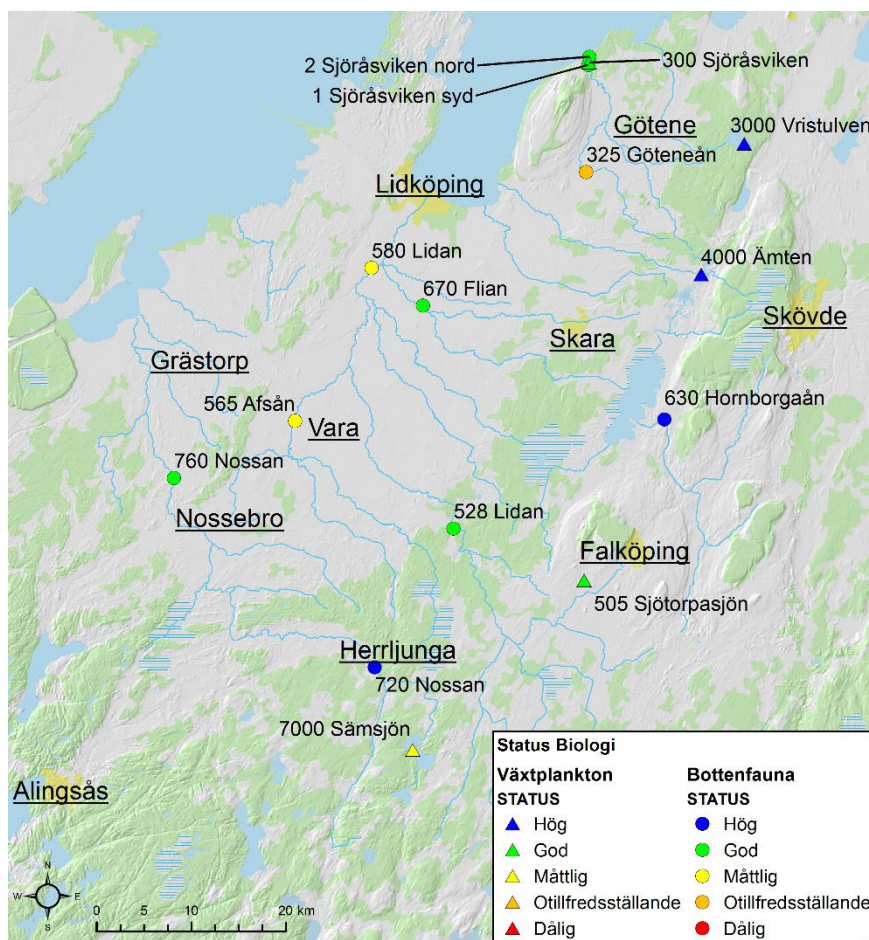 2 Sjöråsviken nord
300 Sjöråsviken
1 Sjöråsviken syd
Götene
3000 Vristulven
325 Göteneån
Lidköping
580 Lidan
4000 Ämten
670 Flian
Skövde
Skara
Grästorp
565 Afsån
630 Hornborgaån
Vara
760 Nossan
Nossebro
528 Lidan
Falköping
505 Sjötorpasjön
Herrljunga
720 Nossan
7000 Sämsjön
Alingsås
Status Biologi
Växtplankton
Bottenfauna
STATUS
STATUS
Hög
Hög
God
God
Måttlig
Måttlig
Otillfredsställande
Otillfredsställande
Dålig
Dålig
N
W
E
S
0 5 10 20 km